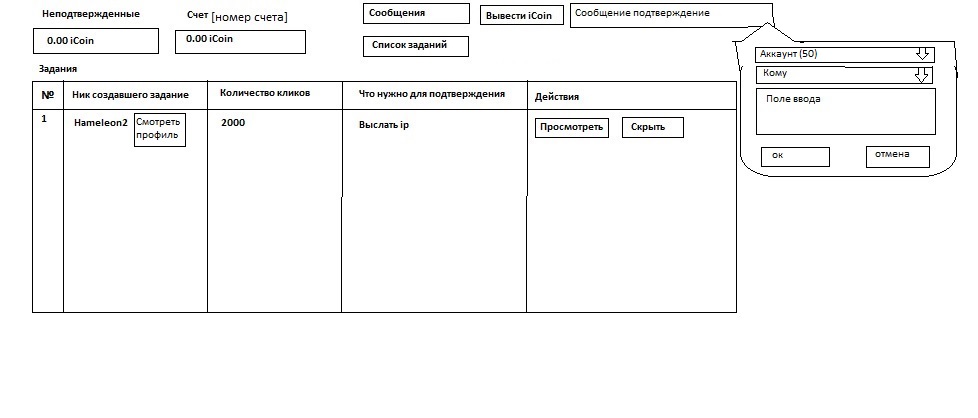 Неподтвержденные
Счет [номер счета]
Сообщения
Вывести iCoin
Сообщение подтверждение
0.00 iCoin
0.00 iCoin
Список заданий
Задания
№ Ник создавшего задание Количество кликов Что нужно для подтверждения Действия
1 Hameleon2 Смотреть профиль 2000 Выслать ip Просмотреть Скрыть
Аккаунт (50)
Кому
Поле ввода
ок отмена